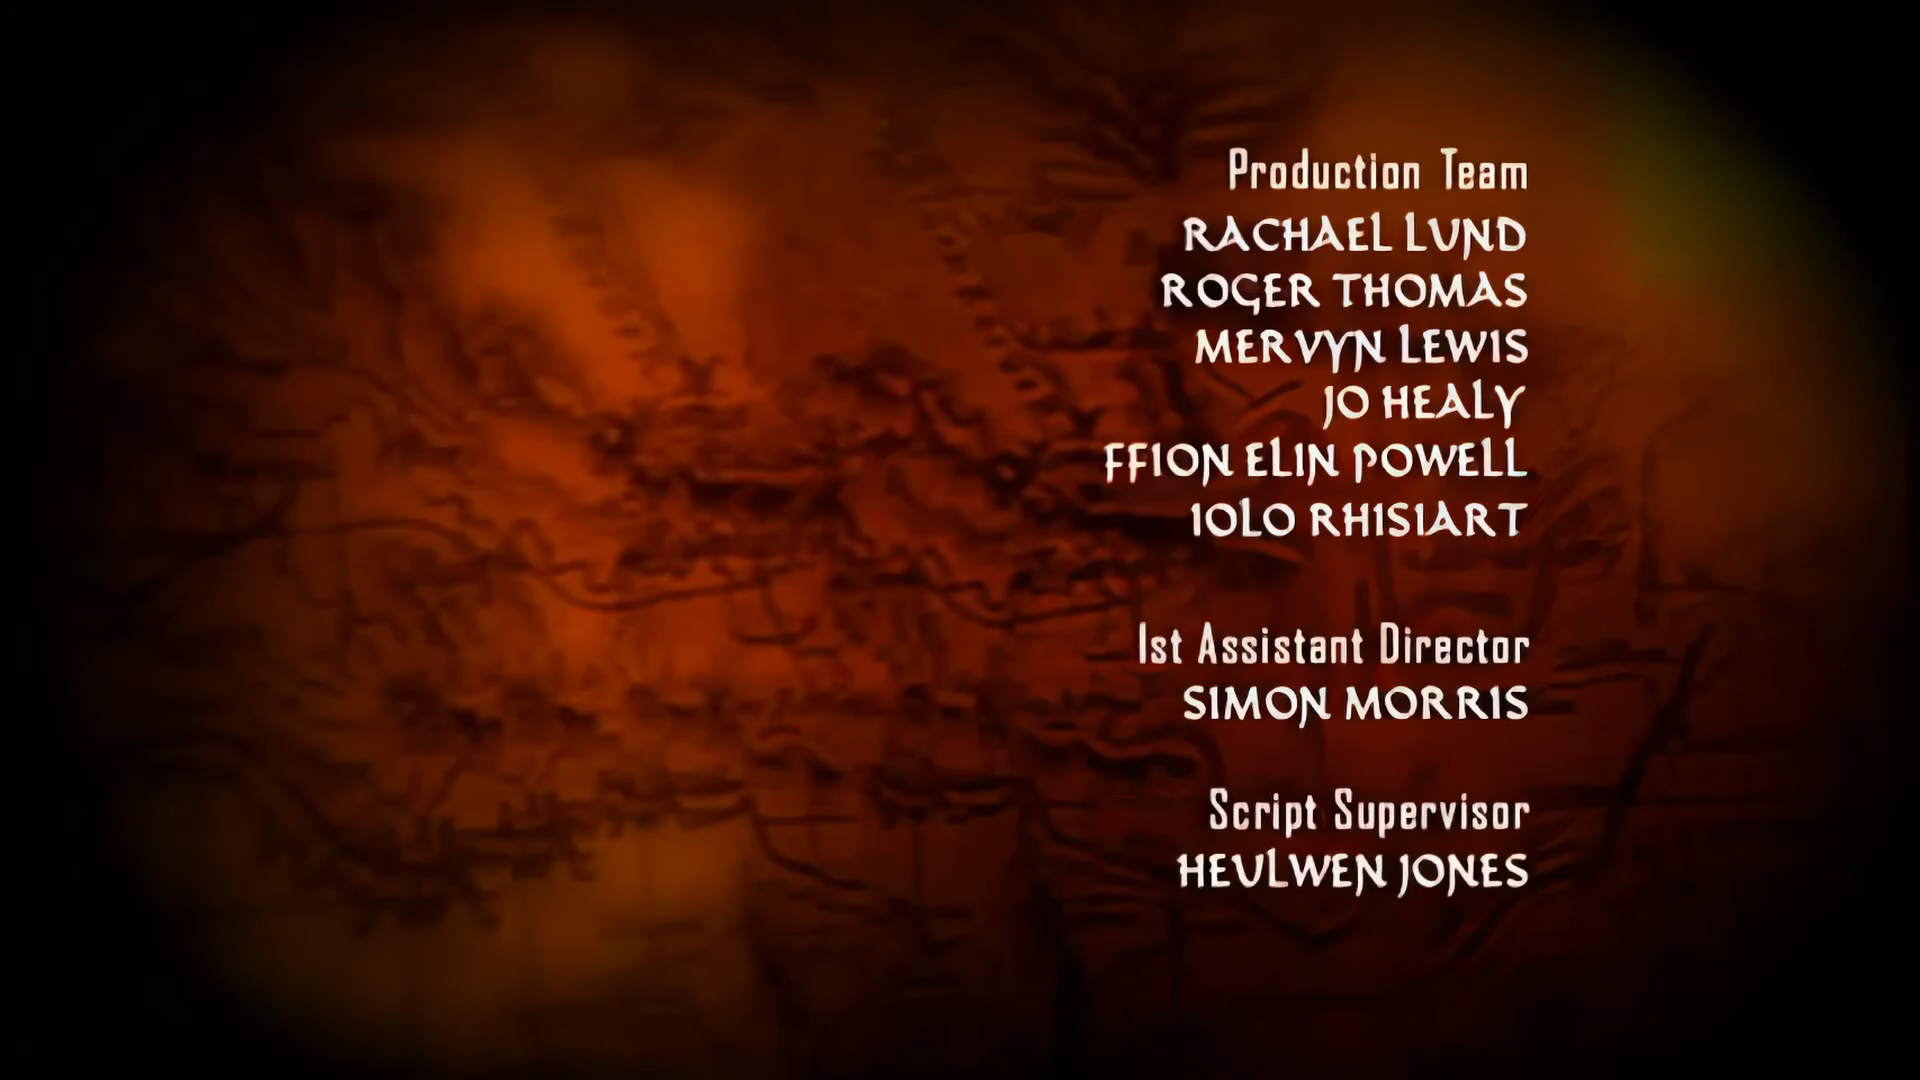 Production Team
RACHAEL LUND
ROGER THOMAS
MERVYN LEWIS
JO HEALY
FFION ELIN POWELL
IOLO RHISIART
1st Assistant Director
SIMON MORRIS
Script Supervisor
HEULWEN JONES